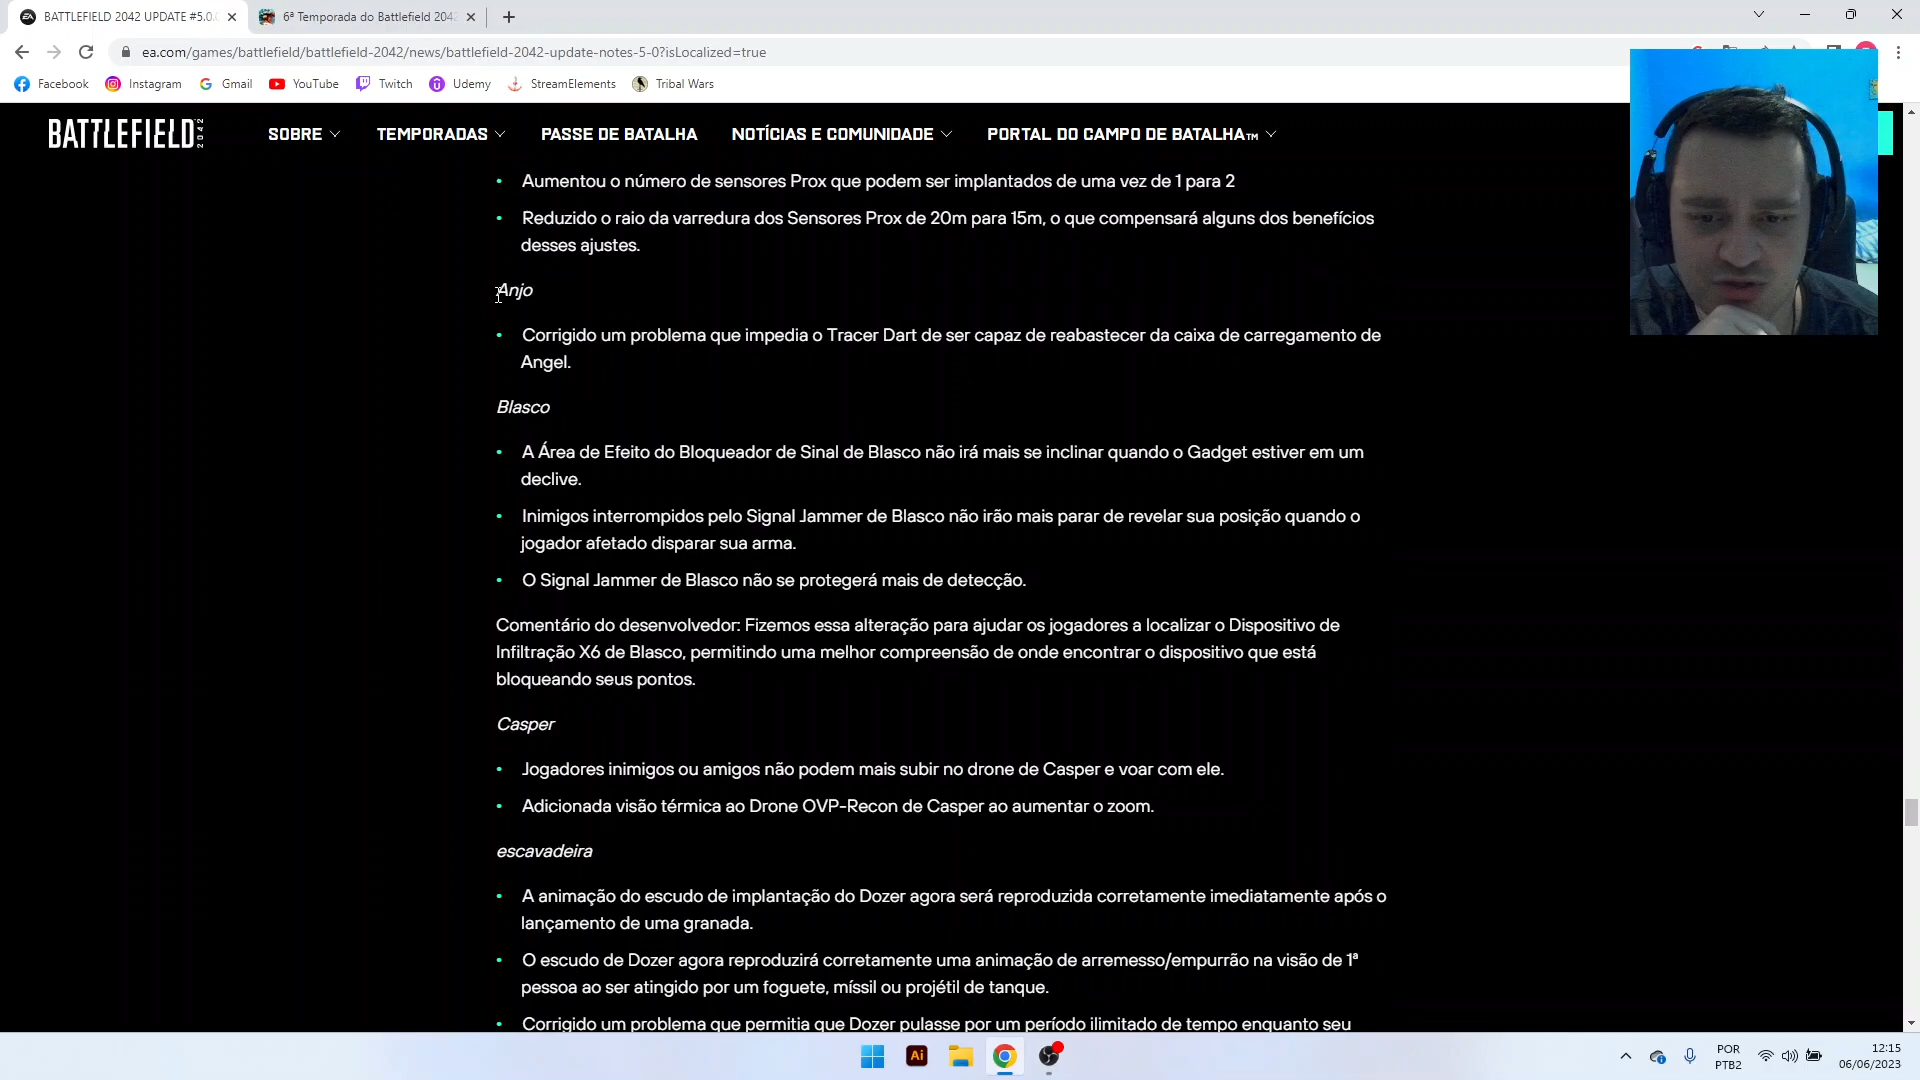 BATTLEFIELD 2042 UPDATE #5.0.0
6ª Temporada do Battlefield 2042
ea.com/games/battlefield/battlefield-2042/news/battlefield-2042-update-notes-5-0?isLocalized=true
Facebook Instagram Gmail YouTube Twitch Udemy StreamElements Tribal Wars
BATTLEFIELD 2042 SOBRE TEMPORADAS PASSE DE BATALHA NOTÍCIAS E COMUNIDADE PORTAL DO CAMPO DE BATALHA™
• Aumentou o número de sensores Prox que podem ser implantados de uma vez de 1 para 2
• Reduzido o raio da varredura dos Sensores Prox de 20m para 15m, o que compensará alguns dos benefícios
desses ajustes.
Anjo
• Corrigido um problema que impedia o Tracer Dart de ser capaz de reabastecer da caixa de carregamento de
Angel.
Blasco
• A Área de Efeito do Bloqueador de Sinal de Blasco não irá mais se inclinar quando o Gadget estiver em um
declive.
• Inimigos interrompidos pelo Signal Jammer de Blasco não irão mais parar de revelar sua posição quando o
jogador afetado disparar sua arma.
• O Signal Jammer de Blasco não se protegerá mais de detecção.
Comentário do desenvolvedor: Fizemos essa alteração para ajudar os jogadores a localizar o Dispositivo de
Infiltração X6 de Blasco, permitindo uma melhor compreensão de onde encontrar o dispositivo que está
bloqueando seus pontos.
Casper
• Jogadores inimigos ou amigos não podem mais subir no drone de Casper e voar com ele.
• Adicionada visão térmica ao Drone OVP-Recon de Casper ao aumentar o zoom.
escavadeira
• A animação do escudo de implantação do Dozer agora será reproduzida corretamente imediatamente após o
lançamento de uma granada.
• O escudo de Dozer agora reproduzirá corretamente uma animação de arremesso/empurrão na visão de 1ª
pessoa ao ser atingido por um foguete, míssil ou projétil de tanque.
• Corrigido um problema que permitia que Dozer pulasse por um período ilimitado de tempo enquanto seu
Ai
POR
PTB2
12:15
06/06/2023